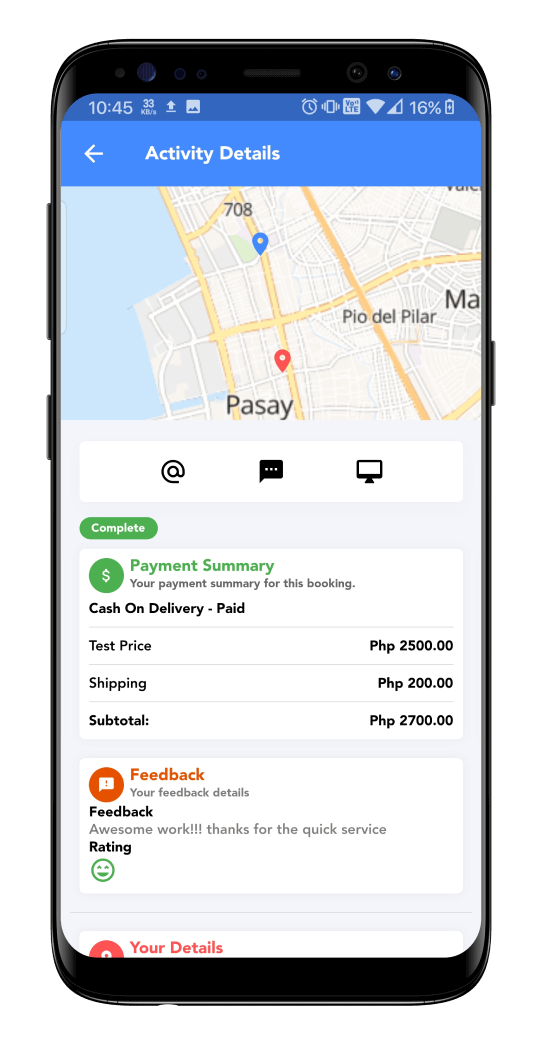 10:45 33 KB/s VoLTE 16%
Activity Details
708
Pio del Pilar
Ma
Pasay
Complete
$ Payment Summary
Your payment summary for this booking.
Cash On Delivery - Paid
Test Price Php 2500.00
Shipping Php 200.00
Subtotal: Php 2700.00
Feedback
Your feedback details
Feedback
Awesome work!!! thanks for the quick service
Rating
Your Details